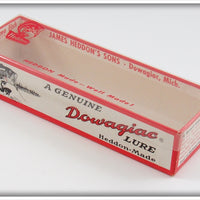 JAMES HEDDON'S SONS - Dowagiac, Mich.
HEDDON Made - Well Made!
A GENUINE
Dowagiac
LURE
Heddon-Made